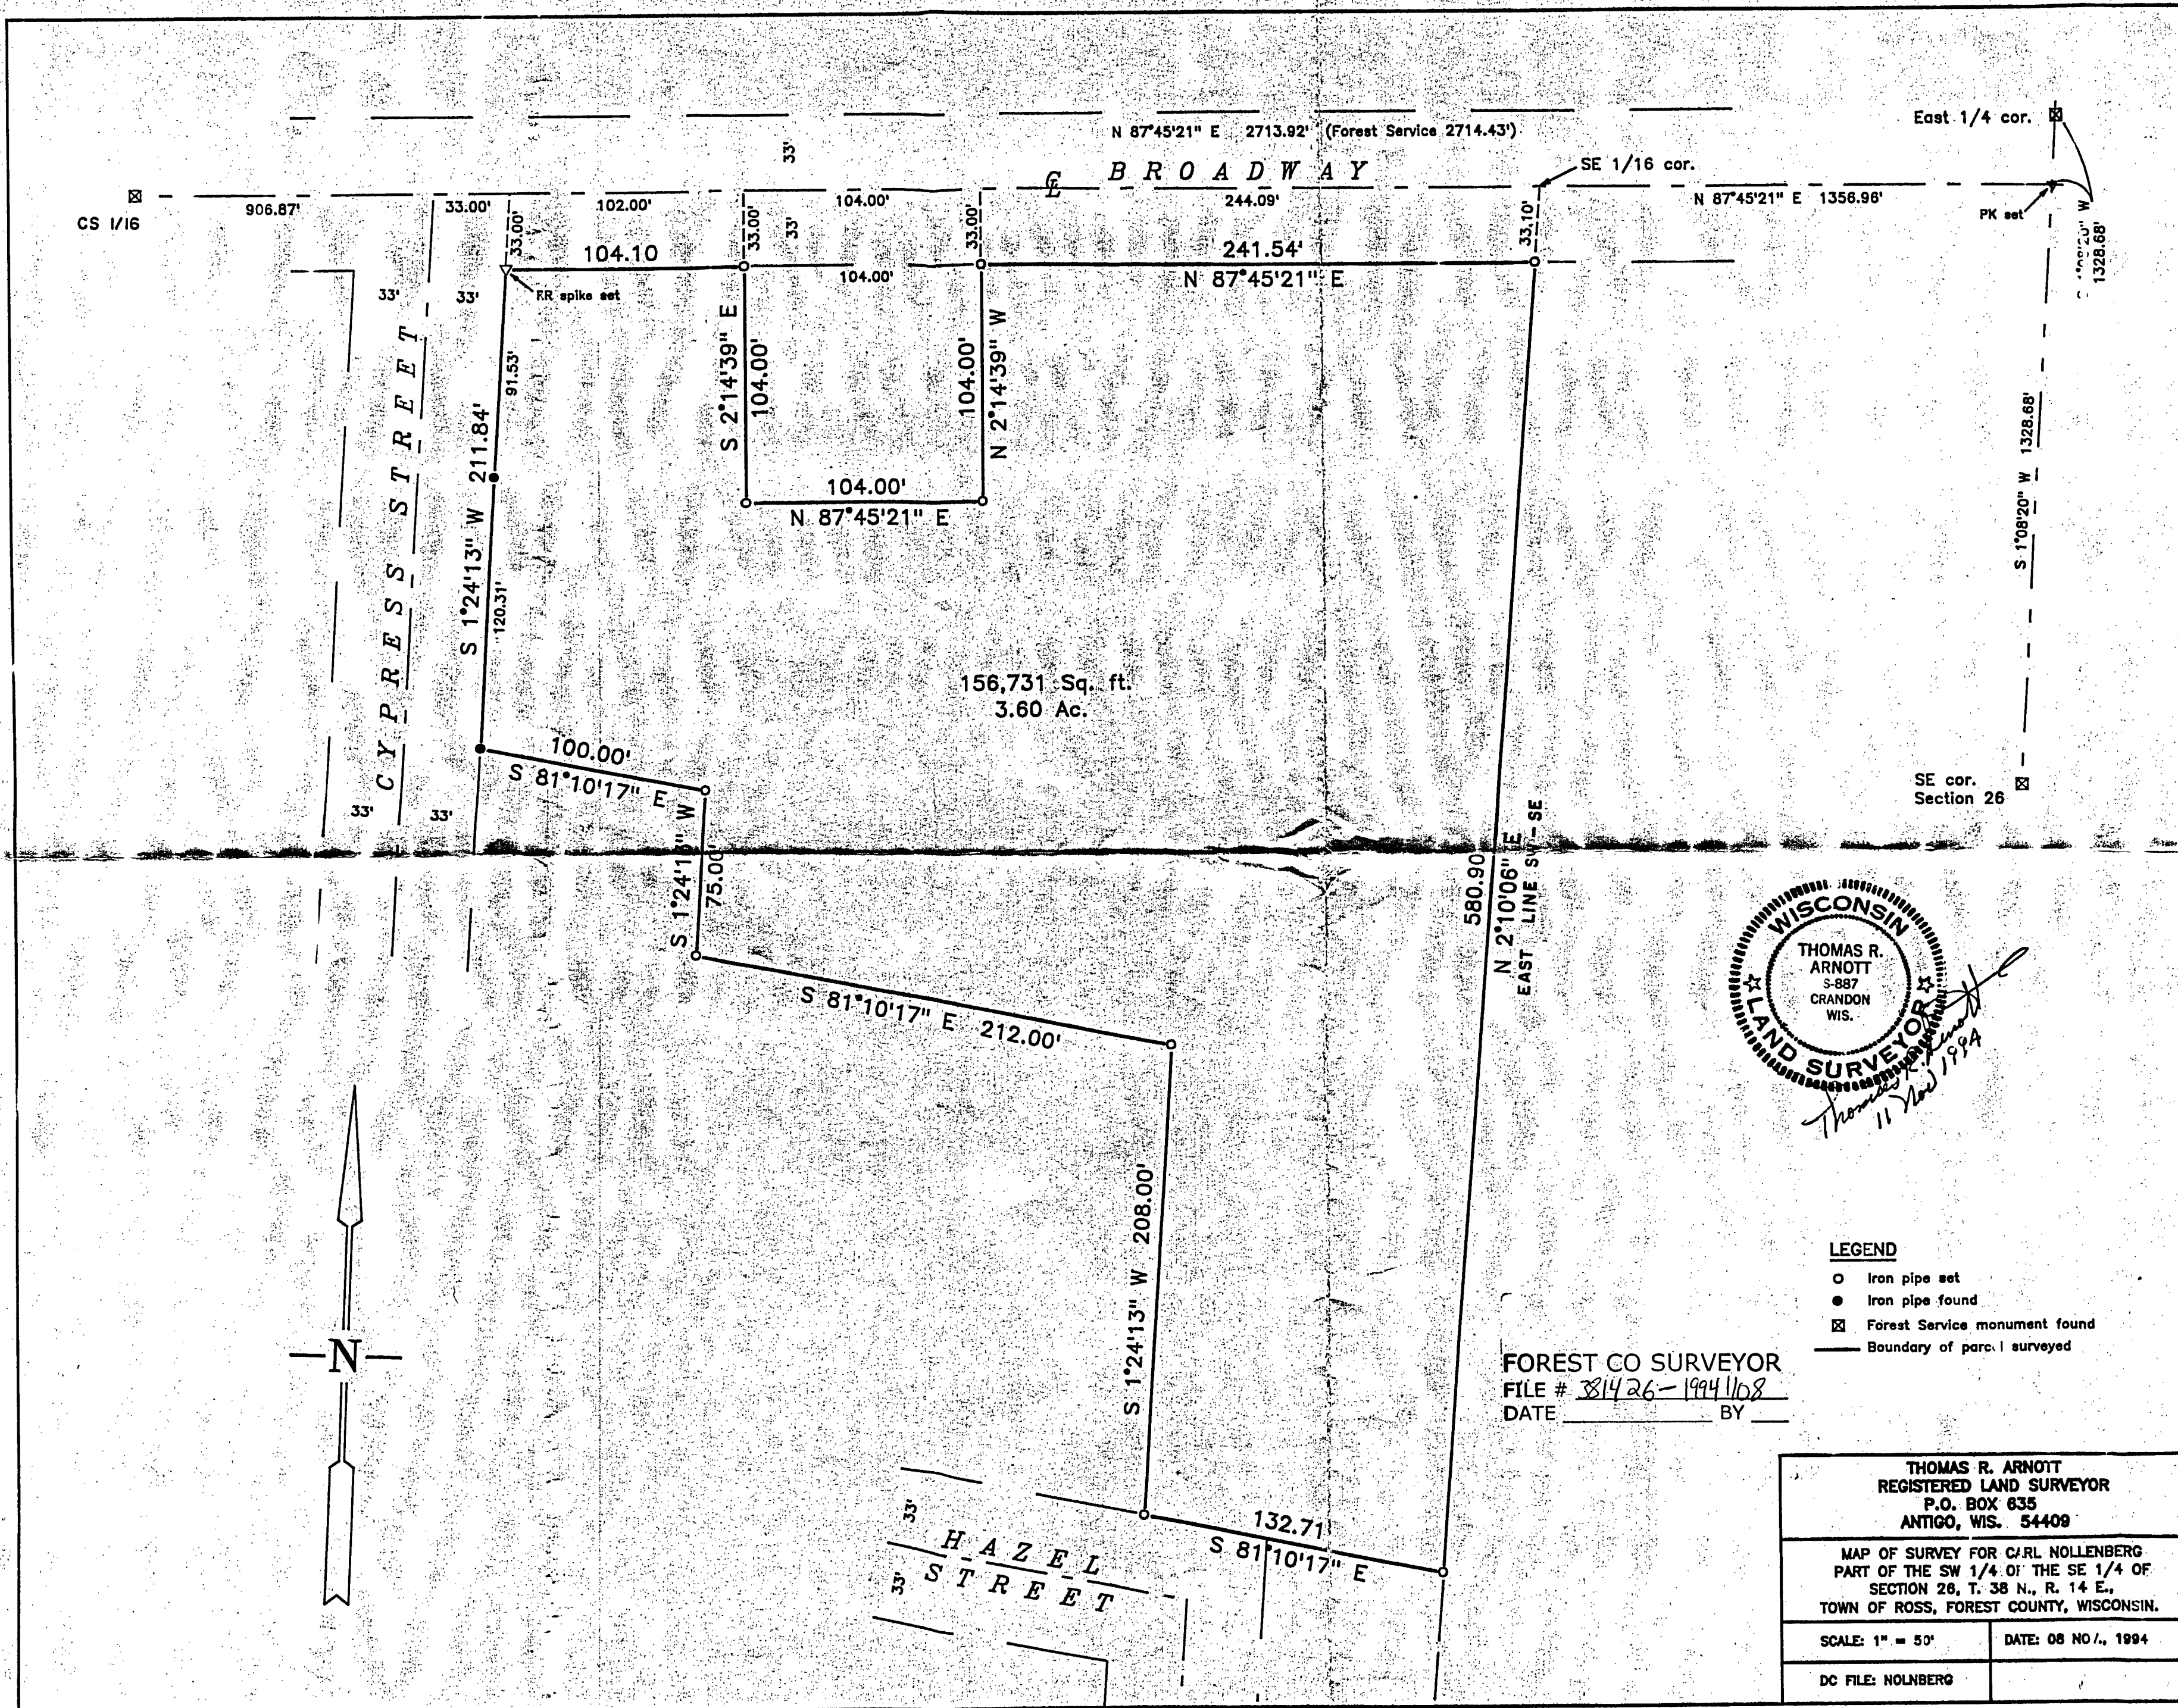 N 87°45'21" E 2713.92' (Forest Service 2714.43')
East 1/4 cor.
33'
BROADWAY
SE 1/16 cor.
CS 1/16
906.87'
33.00'
102.00'
104.00'
℄
244.09'
N 87°45'21" E 1356.96'
PK set
1328.68'
33.00'
33.00'
33'
33.00'
33.10'
104.10
104.00'
241.54'
N 87°45'21" E
RR spike set
33'
33'
CYPRESS STREET
91.53'
S 1°24'13" W 211.84'
120.31'
S 2°14'39" E
104.00'
104.00'
N 2°14'39" W
104.00'
N 87°45'21" E
S 1°08'20" W 1328.68'
156,731 Sq. ft.
3.60 Ac.
100.00'
S 81°10'17" E
33'
33'
SE cor.
Section 26
S 1°24'13" W
75.00'
580.90
N 2°10'06" E
EAST LINE SW-SE
S 81°10'17" E 212.00'
WISCONSIN
THOMAS R.
ARNOTT
S-887
CRANDON
WIS.
LAND SURVEYOR
Thomas R. Arnott
11 Nov 1994
S 1°24'13" W 208.00'
N
LEGEND
Iron pipe set
Iron pipe found
Forest Service monument found
Boundary of parcel surveyed
FOREST CO SURVEYOR
FILE # 381426-19941108
DATE BY
132.71
S 81°10'17" E
33'
HAZEL
STREET
33'
THOMAS R. ARNOTT
REGISTERED LAND SURVEYOR
P.O. BOX 635
ANTIGO, WIS. 54409
MAP OF SURVEY FOR CARL NOLLENBERG
PART OF THE SW 1/4 OF THE SE 1/4 OF
SECTION 26, T. 38 N., R. 14 E.,
TOWN OF ROSS, FOREST COUNTY, WISCONSIN.
SCALE: 1" = 50'
DATE: 08 NOV., 1994
DC FILE: NOLNBERG